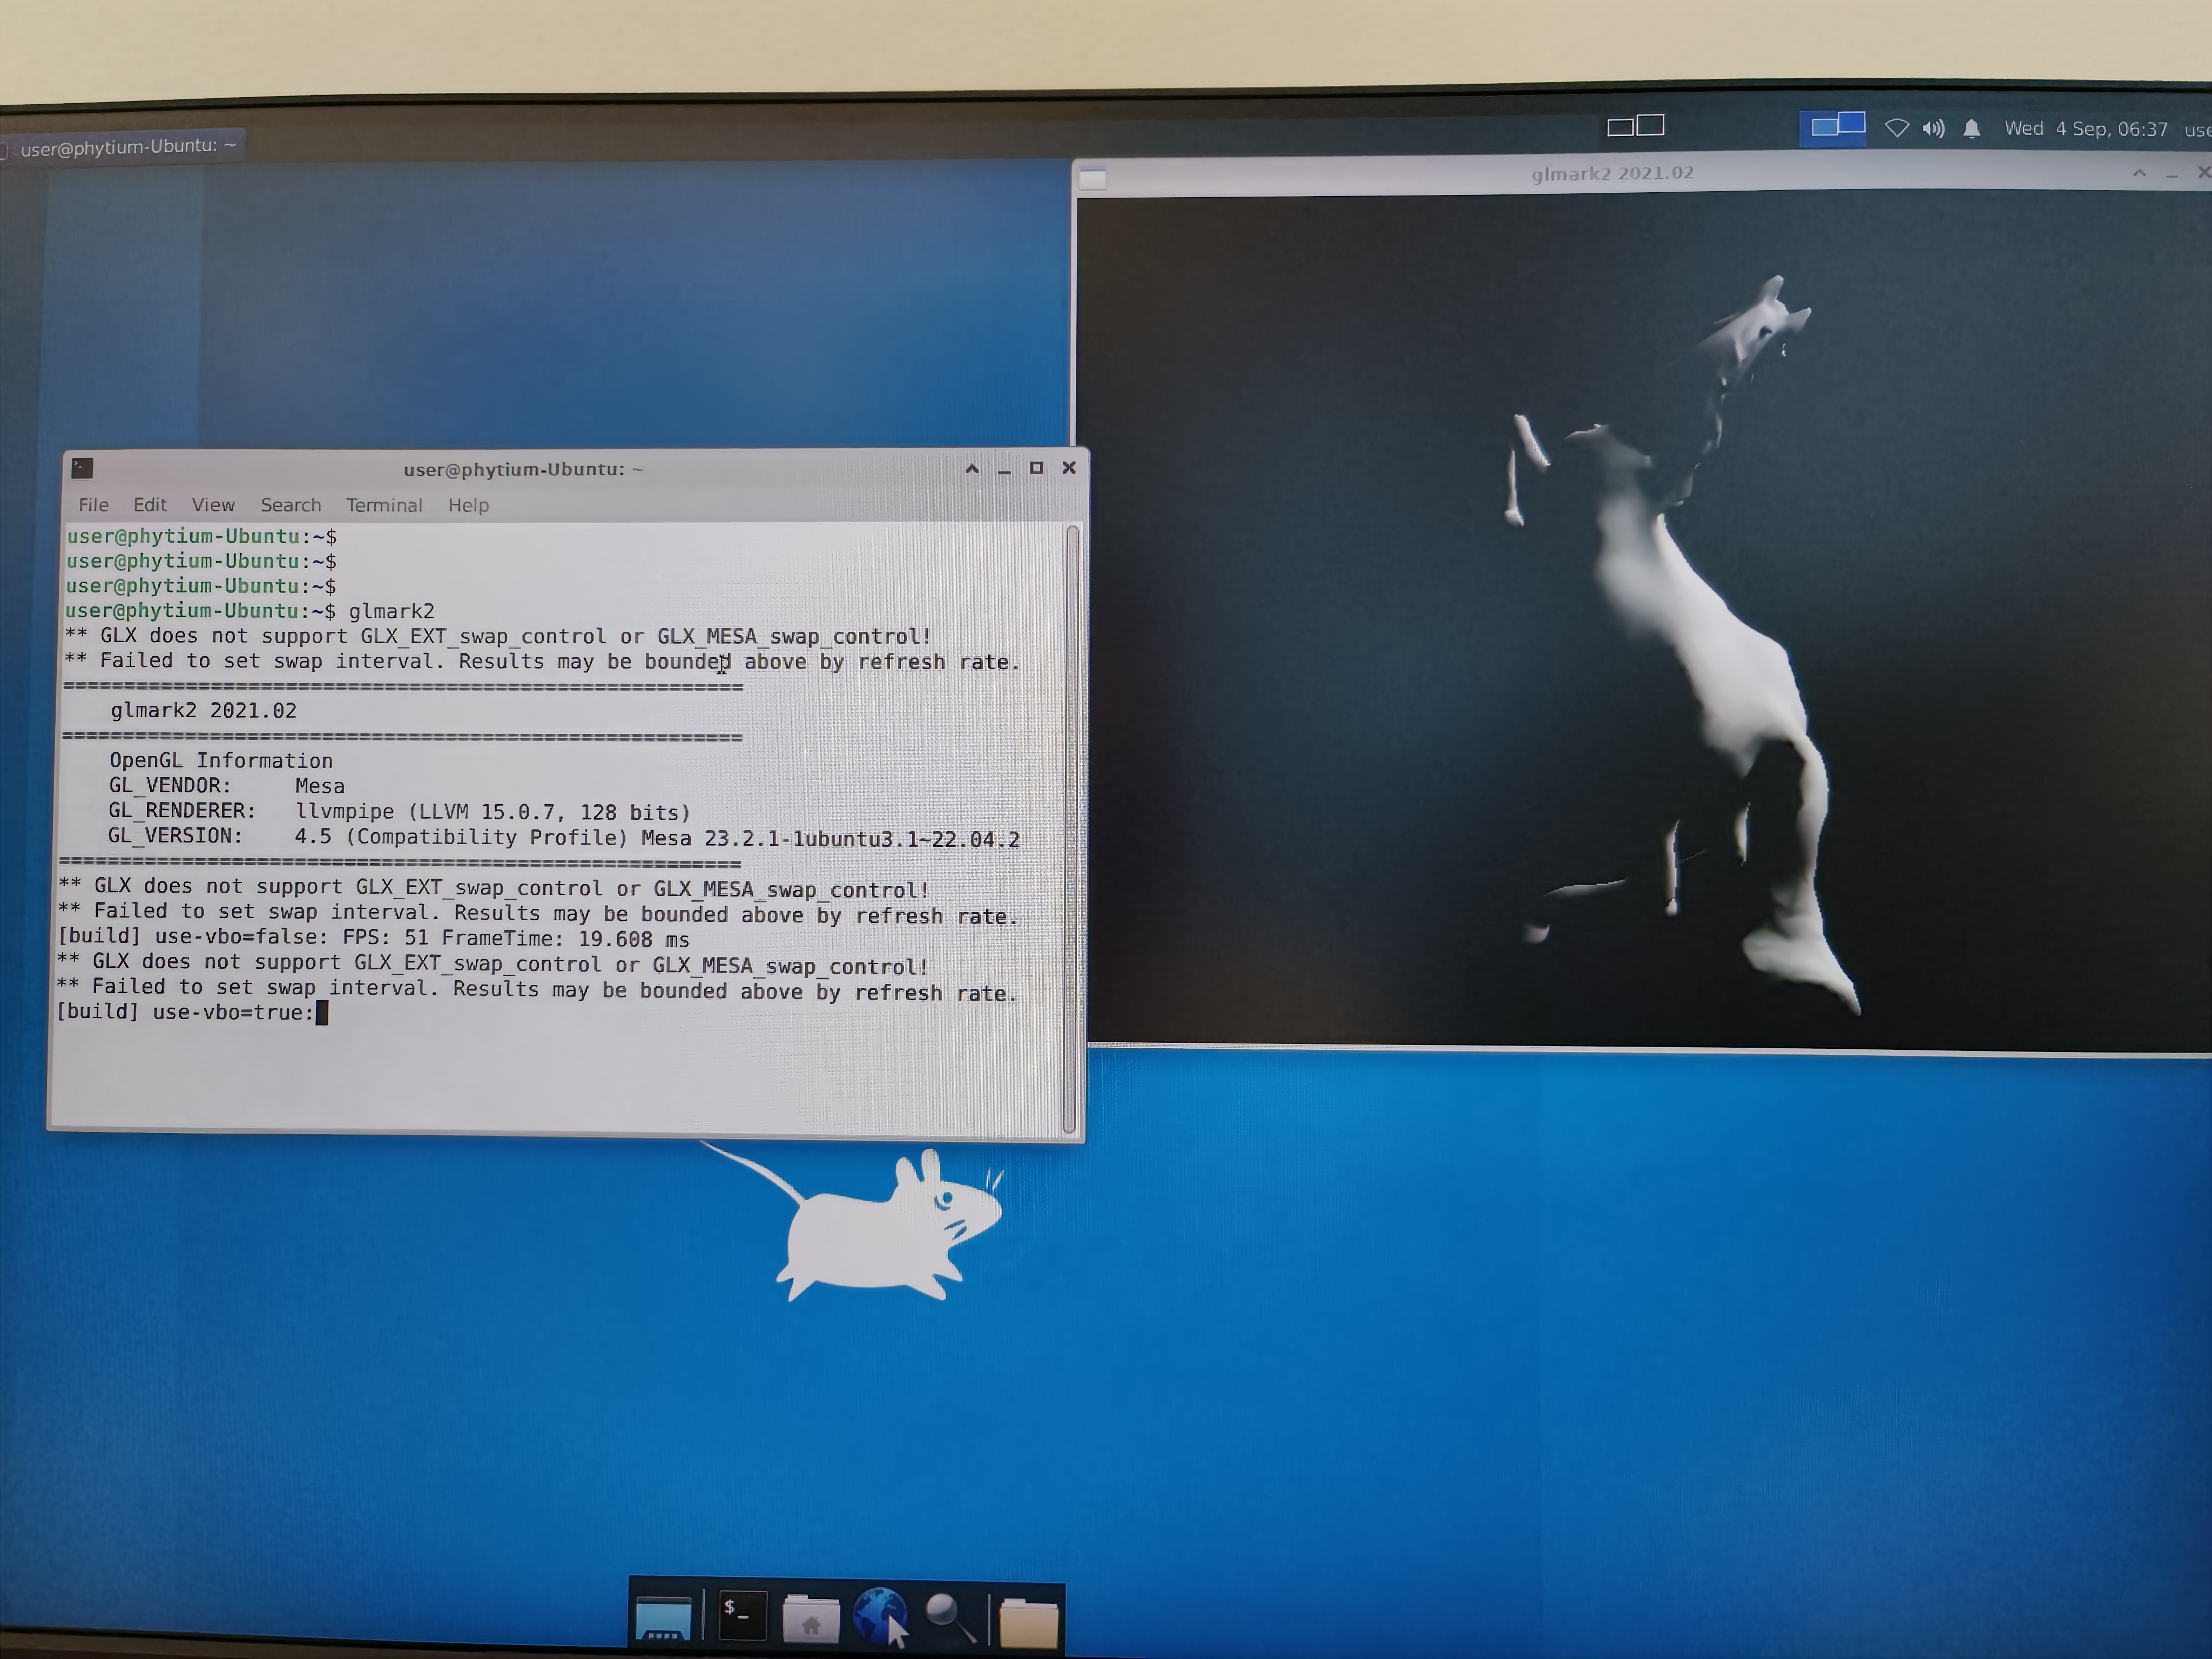 user@phytium-Ubuntu: ~
Wed 4 Sep, 06:37
glmark2 2021.02
user@phytium-Ubuntu: ~
File Edit View Search Terminal Help
user@phytium-Ubuntu:~$
user@phytium-Ubuntu:~$
user@phytium-Ubuntu:~$
user@phytium-Ubuntu:~$ glmark2
** GLX does not support GLX_EXT_swap_control or GLX_MESA_swap_control!
** Failed to set swap interval. Results may be bounded above by refresh rate.
=======================================================
glmark2 2021.02
=======================================================
OpenGL Information
GL_VENDOR: Mesa
GL_RENDERER: llvmpipe (LLVM 15.0.7, 128 bits)
GL_VERSION: 4.5 (Compatibility Profile) Mesa 23.2.1-1ubuntu3.1~22.04.2
=======================================================
** GLX does not support GLX_EXT_swap_control or GLX_MESA_swap_control!
** Failed to set swap interval. Results may be bounded above by refresh rate.
[build] use-vbo=false: FPS: 51 FrameTime: 19.608 ms
** GLX does not support GLX_EXT_swap_control or GLX_MESA_swap_control!
** Failed to set swap interval. Results may be bounded above by refresh rate.
[build] use-vbo=true:
$_